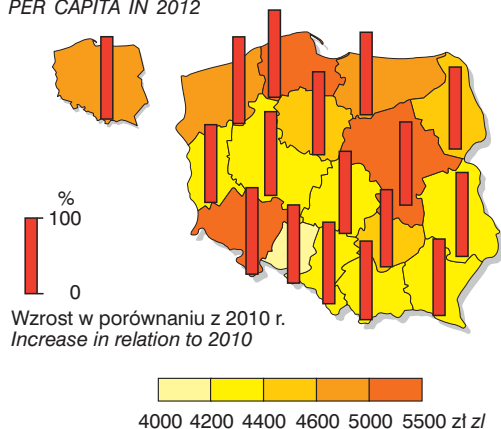 PER CAPITA IN 2012
%
100
0
Wzrost w porównaniu z 2010 r.
Increase in relation to 2010
4000 4200 4400 4600 5000 5500 zł zl